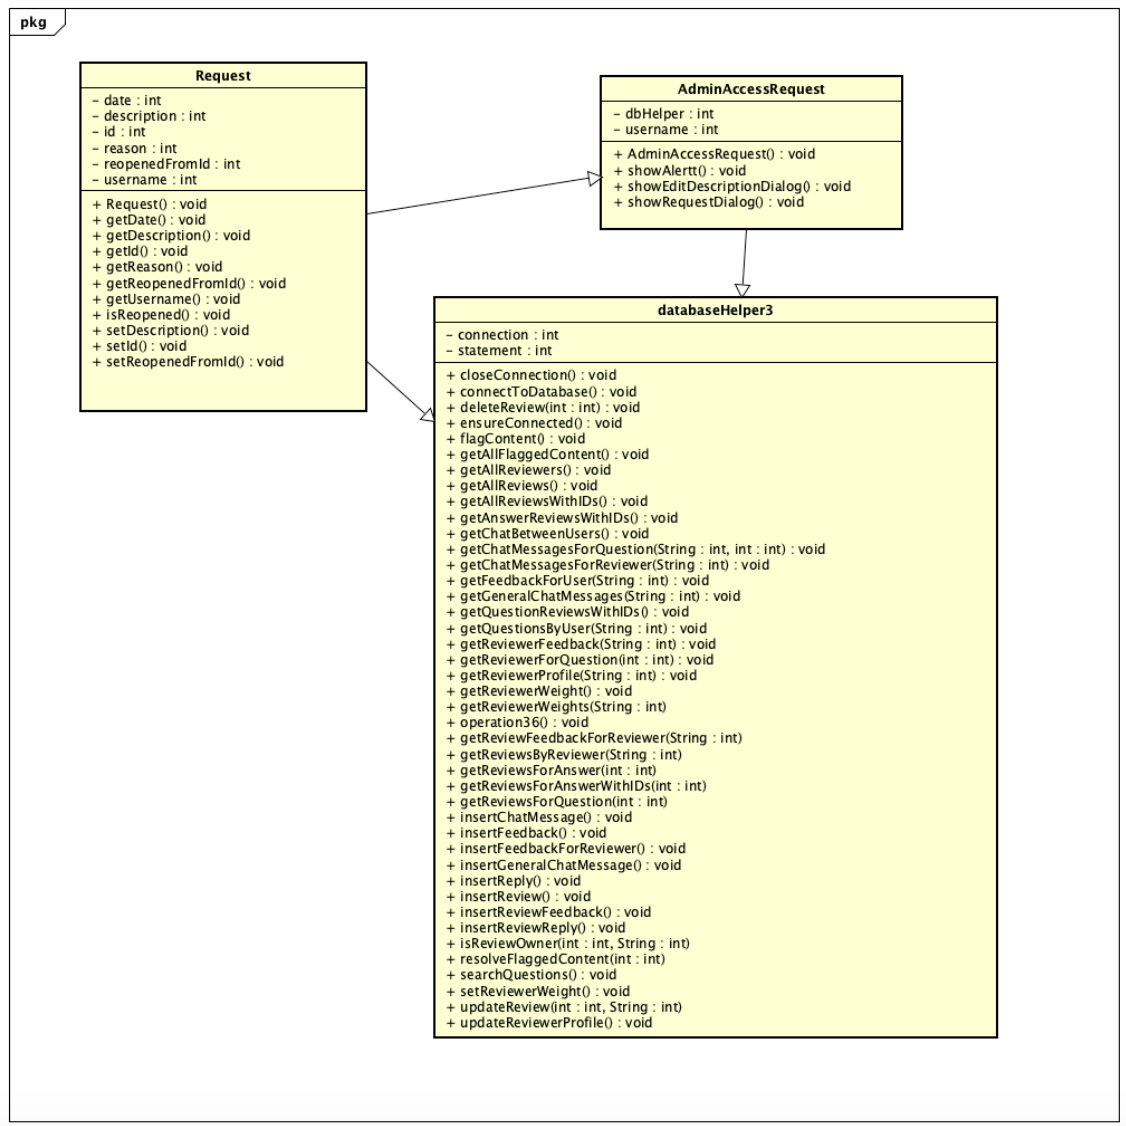 pkg
Request
– date : int
– description : int
– id : int
– reason : int
– reopenedFromId : int
– username : int
+ Request() : void
+ getDate() : void
+ getDescription() : void
+ getId() : void
+ getReason() : void
+ getReopenedFromId() : void
+ getUsername() : void
+ isReopened() : void
+ setDescription() : void
+ setId() : void
+ setReopenedFromId() : void
AdminAccessRequest
– dbHelper : int
– username : int
+ AdminAccessRequest() : void
+ showAlertt() : void
+ showEditDescriptionDialog() : void
+ showRequestDialog() : void
databaseHelper3
– connection : int
– statement : int
+ closeConnection() : void
+ connectToDatabase() : void
+ deleteReview(int : int) : void
+ ensureConnected() : void
+ flagContent() : void
+ getAllFlaggedContent() : void
+ getAllReviewers() : void
+ getAllReviews() : void
+ getAllReviewsWithIDs() : void
+ getAnswerReviewsWithIDs() : void
+ getChatBetweenUsers() : void
+ getChatMessagesForQuestion(String : int, int : int) : void
+ getChatMessagesForReviewer(String : int) : void
+ getFeedbackForUser(String : int) : void
+ getGeneralChatMessages(String : int) : void
+ getQuestionReviewsWithIDs() : void
+ getQuestionsByUser(String : int) : void
+ getReviewerFeedback(String : int) : void
+ getReviewerForQuestion(int : int) : void
+ getReviewerProfile(String : int) : void
+ getReviewerWeight() : void
+ getReviewerWeights(String : int)
+ operation36() : void
+ getReviewFeedbackForReviewer(String : int)
+ getReviewsByReviewer(String : int)
+ getReviewsForAnswer(int : int)
+ getReviewsForAnswerWithIDs(int : int)
+ getReviewsForQuestion(int : int)
+ insertChatMessage() : void
+ insertFeedback() : void
+ insertFeedbackForReviewer() : void
+ insertGeneralChatMessage() : void
+ insertReply() : void
+ insertReview() : void
+ insertReviewFeedback() : void
+ insertReviewReply() : void
+ isReviewOwner(int : int, String : int)
+ resolveFlaggedContent(int : int)
+ searchQuestions() : void
+ setReviewerWeight() : void
+ updateReview(int : int, String : int)
+ updateReviewerProfile() : void